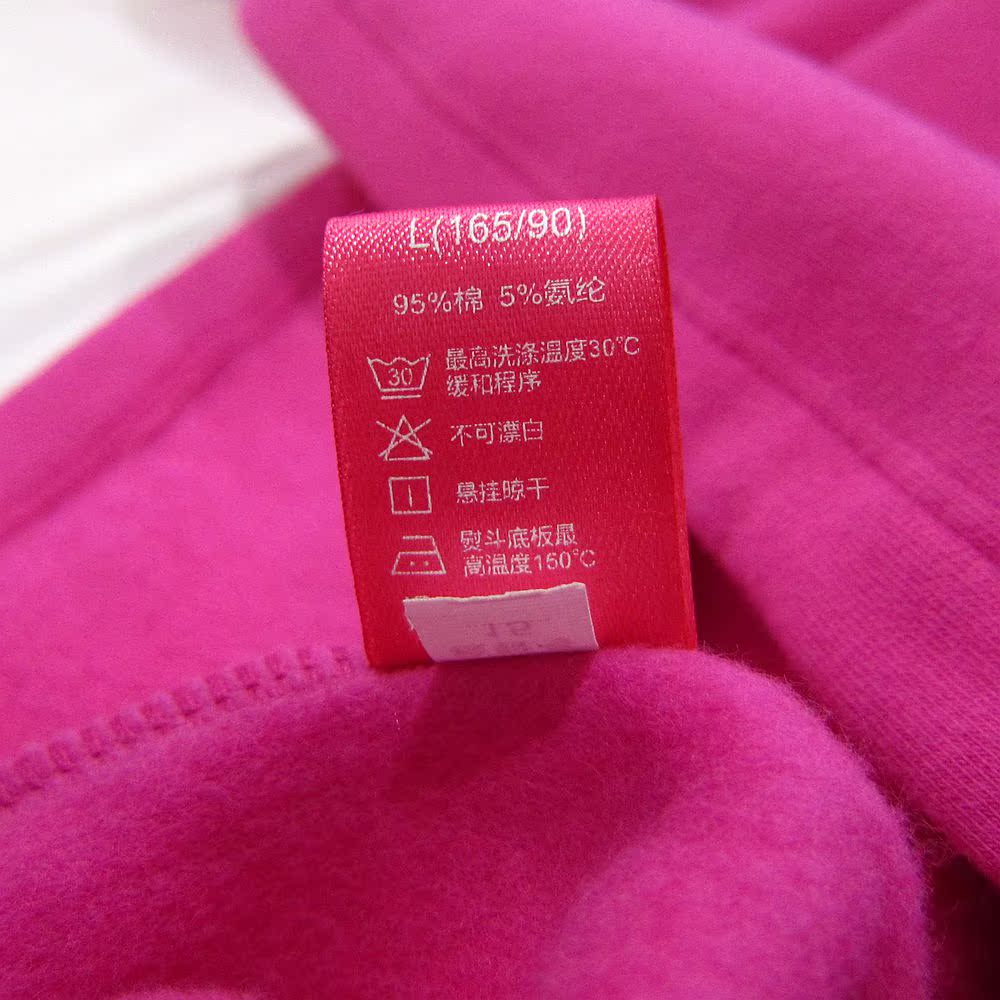 L(165/90)
95%棉 5%氨纶
30
最高洗涤温度30℃
缓和程序
不可漂白
悬挂晾干
熨斗底板最
高温度150℃